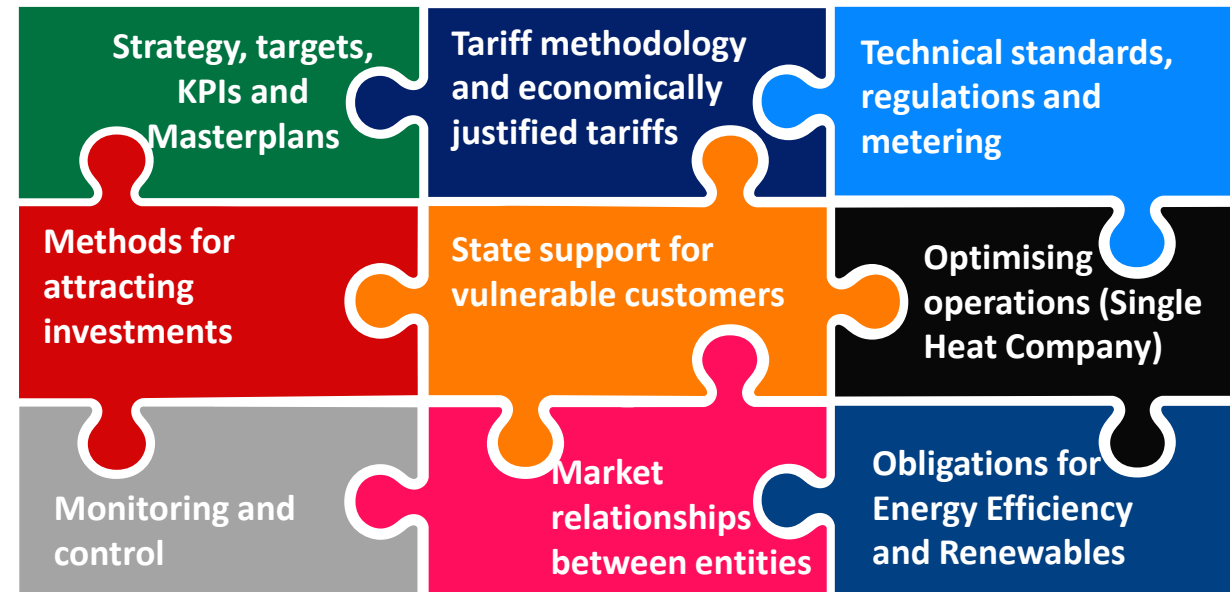 Strategy, targets,
KPIs and
Masterplans
Tariff methodology
and economically
justified tariffs
Technical standards,
regulations and
metering
Methods for
attracting
investments
State support for
vulnerable customers
Optimising
operations (Single
Heat Company)
Monitoring and
control
Market
relationships
between entities
Obligations for
Energy Efficiency
and Renewables